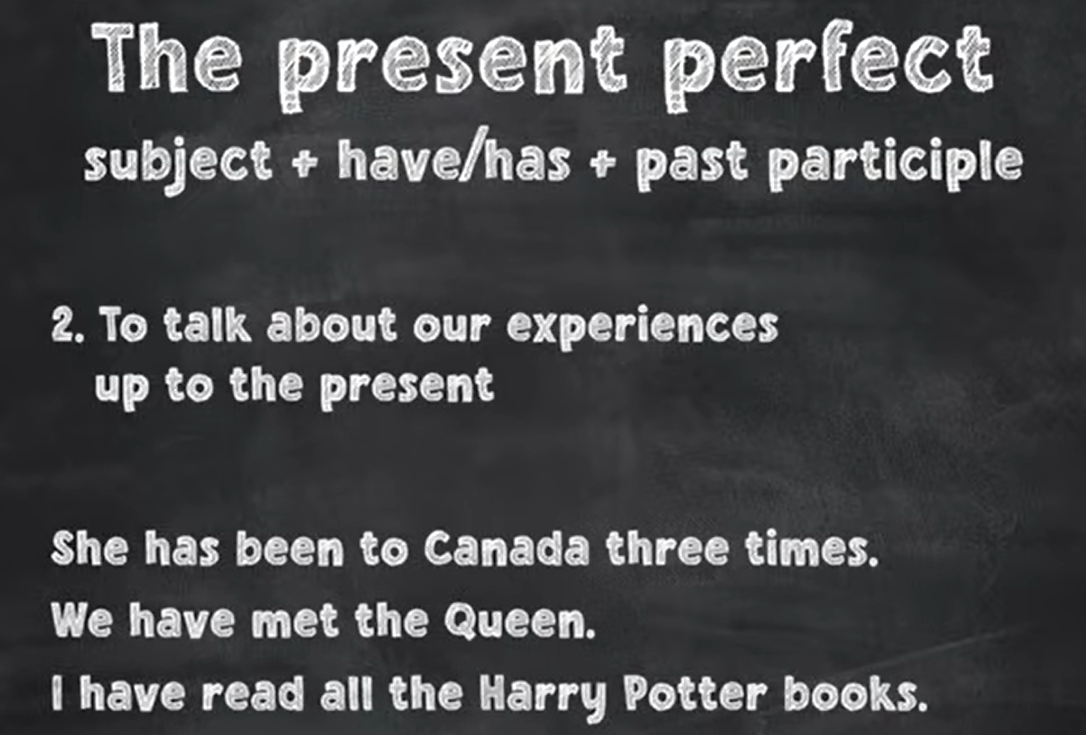 The present perfect
subject + have/has + past participle
2. To talk about our experiences
up to the present
She has been to Canada three times.
We have met the Queen.
I have read all the Harry Potter books.